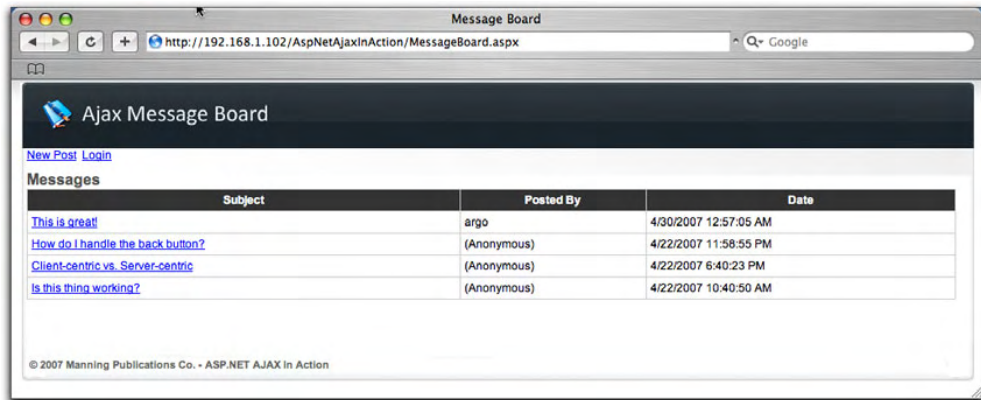 Message Board
http://192.168.1.102/AspNetAjaxInAction/MessageBoard.aspx
Google
Ajax Message Board
New Post Login
Messages
Subject Posted By Date
This is great! argo 4/30/2007 12:57:05 AM
How do I handle the back button? (Anonymous) 4/22/2007 11:58:55 PM
Client-centric vs. Server-centric (Anonymous) 4/22/2007 6:40:23 PM
Is this thing working? (Anonymous) 4/22/2007 10:40:50 AM
© 2007 Manning Publications Co. - ASP.NET AJAX in Action